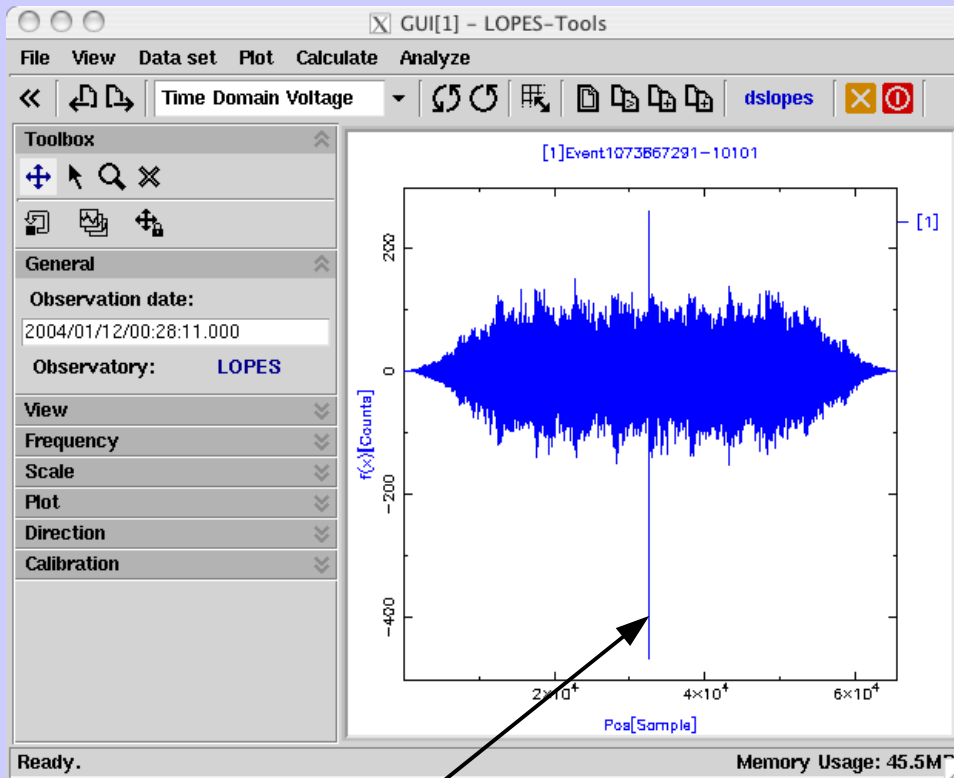 GUI[1] – LOPES-Tools
File View Data set Plot Calculate Analyze
Time Domain Voltage dslopes
Toolbox
General
Observation date:
2004/01/12/00:28:11.000
Observatory: LOPES
View
Frequency
Scale
Plot
Direction
Calibration
[1]Event1073867291-10101
[1]
200
0
-200
-400
f(x)[Counts]
2×10⁴ 4×10⁴ 6×10⁴
Pos[Sample]
Ready. Memory Usage: 45.5M